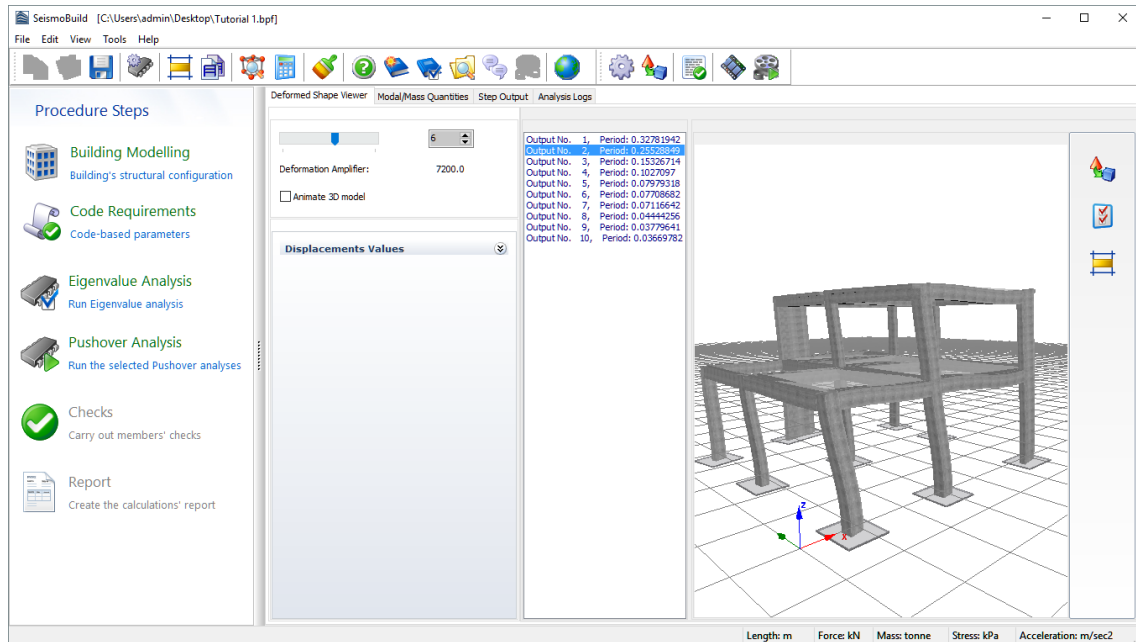 SeismoBuild [C:\Users\admin\Desktop\Tutorial 1.bpf]
File Edit View Tools Help
Procedure Steps
Building Modelling
Building's structural configuration
Code Requirements
Code-based parameters
Eigenvalue Analysis
Run Eigenvalue analysis
Pushover Analysis
Run the selected Pushover analyses
Checks
Carry out members' checks
Report
Create the calculations' report
Deformed Shape Viewer Modal/Mass Quantities Step Output Analysis Logs
6
Deformation Amplifier: 7200.0
Animate 3D model
Displacements Values
Output No. 1, Period: 0.32781942
Output No. 2, Period: 0.25528849
Output No. 3, Period: 0.15326714
Output No. 4, Period: 0.1027097
Output No. 5, Period: 0.07979318
Output No. 6, Period: 0.07708682
Output No. 7, Period: 0.07116642
Output No. 8, Period: 0.04444256
Output No. 9, Period: 0.03779641
Output No. 10, Period: 0.03669782
z
x
Length: m Force: kN Mass: tonne Stress: kPa Acceleration: m/sec2